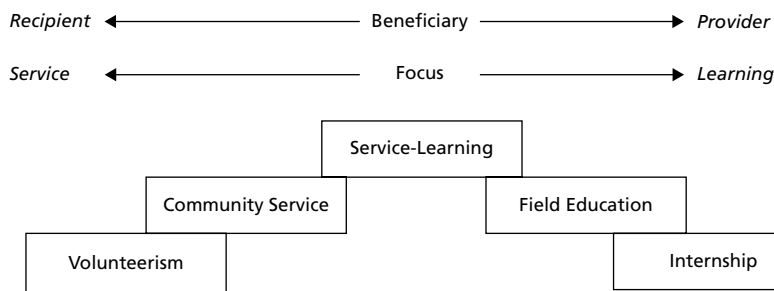 Recipient Beneficiary Provider
Service Focus Learning
Service-Learning
Community Service Field Education
Volunteerism Internship